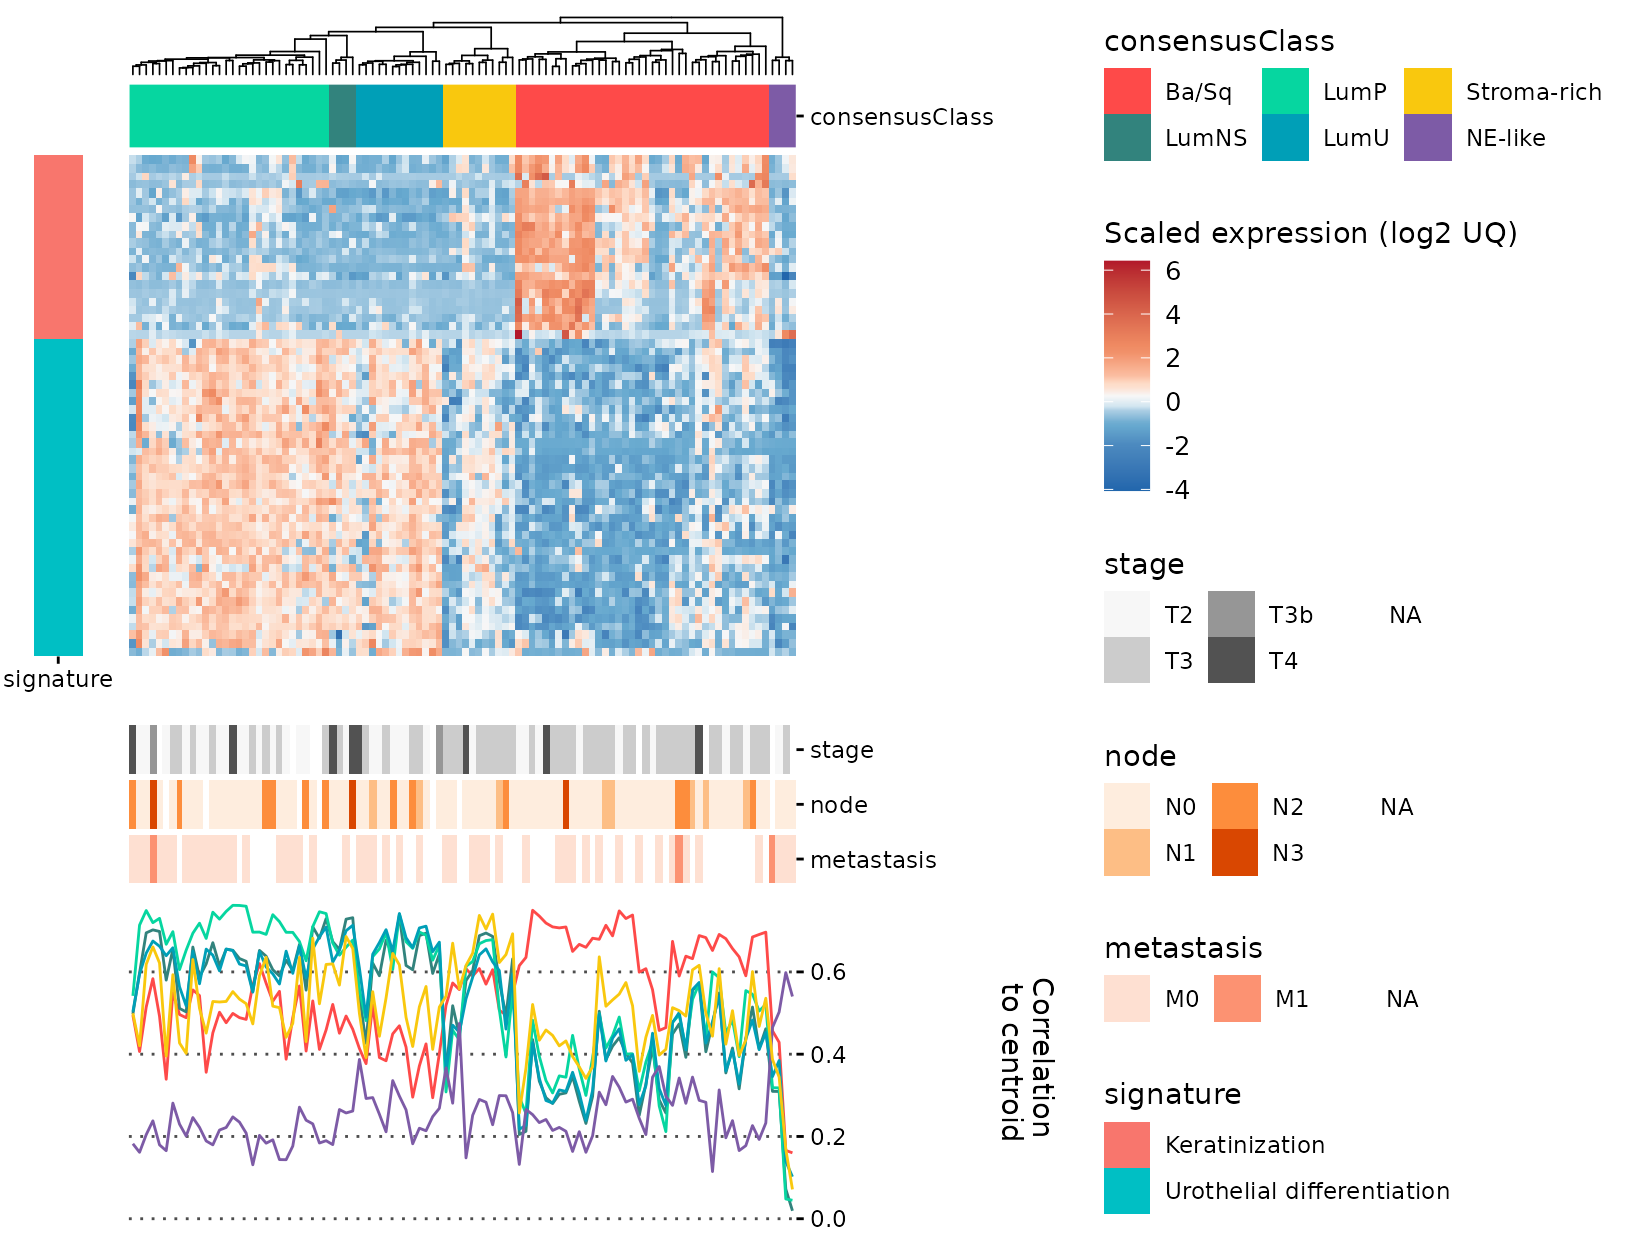 consensusClass
signature
stage
node
metastasis
0.6
0.4
0.2
0.0
Correlation
to centroid
consensusClass
Ba/Sq
LumP
Stroma-rich
LumNS
LumU
NE-like
Scaled expression (log2 UQ)
6
4
2
0
-2
-4
stage
T2
T3b
NA
T3
T4
node
N0
N2
NA
N1
N3
metastasis
M0
M1
NA
signature
Keratinization
Urothelial differentiation